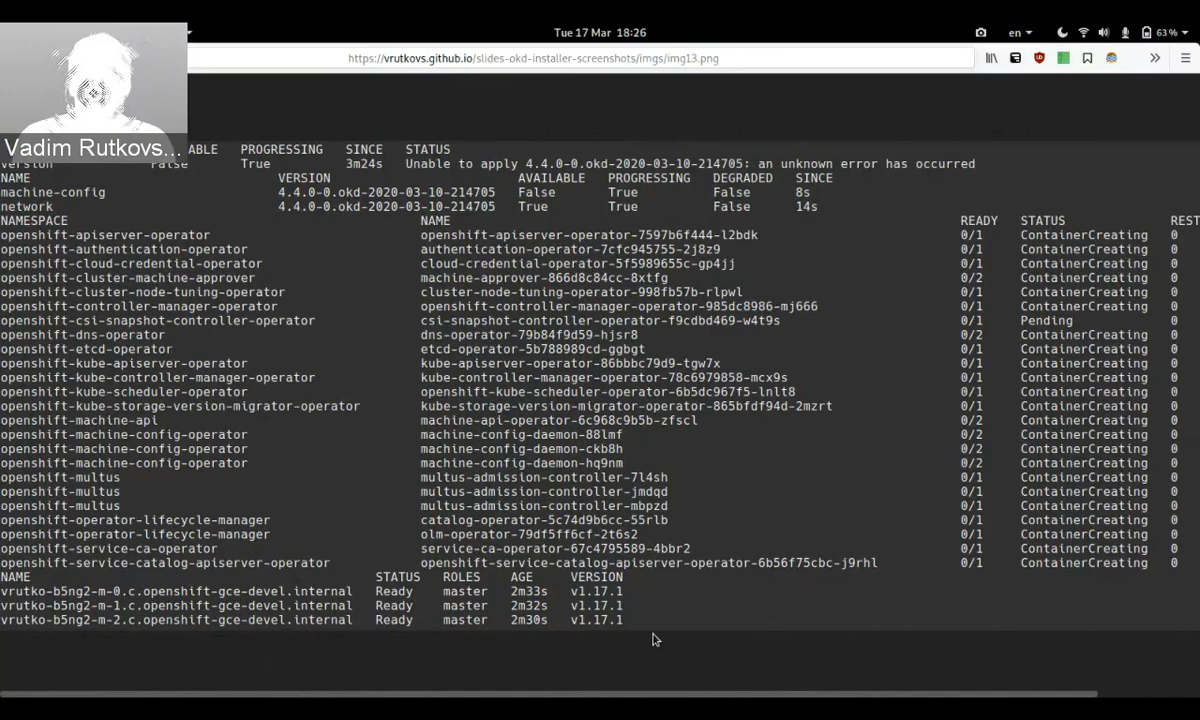 Tue 17 Mar 18:26
en
63%
https://vrutkovs.github.io/slides-okd-installer-screenshots/imgs/img13.png
Vadim Rutkovs...
ABLE PROGRESSING SINCE STATUS
version False True 3m24s Unable to apply 4.4.0-0.okd-2020-03-10-214705: an unknown error has occurred
NAME VERSION AVAILABLE PROGRESSING DEGRADED SINCE
machine-config 4.4.0-0.okd-2020-03-10-214705 False True False 8s
network 4.4.0-0.okd-2020-03-10-214705 True True False 14s
NAMESPACE NAME READY STATUS REST
openshift-apiserver-operator openshift-apiserver-operator-7597b6f444-l2bdk 0/1 ContainerCreating 0
openshift-authentication-operator authentication-operator-7cfc945755-2j8z9 0/1 ContainerCreating 0
openshift-cloud-credential-operator cloud-credential-operator-5f5989655c-gp4jj 0/1 ContainerCreating 0
openshift-cluster-machine-approver machine-approver-866d8c84cc-8xtfg 0/2 ContainerCreating 0
openshift-cluster-node-tuning-operator cluster-node-tuning-operator-998fb57b-rlpwl 0/1 ContainerCreating 0
openshift-controller-manager-operator openshift-controller-manager-operator-985dc8986-mj666 0/1 ContainerCreating 0
openshift-csi-snapshot-controller-operator csi-snapshot-controller-operator-f9cdbd469-w4t9s 0/1 Pending 0
openshift-dns-operator dns-operator-79b84f9d59-hjsr8 0/2 ContainerCreating 0
openshift-etcd-operator etcd-operator-5b788989cd-ggbgt 0/1 ContainerCreating 0
openshift-kube-apiserver-operator kube-apiserver-operator-86bbbc79d9-tgw7x 0/1 ContainerCreating 0
openshift-kube-controller-manager-operator kube-controller-manager-operator-78c6979858-mcx9s 0/1 ContainerCreating 0
openshift-kube-scheduler-operator openshift-kube-scheduler-operator-6b5dc967f5-lnlt8 0/1 ContainerCreating 0
openshift-kube-storage-version-migrator-operator kube-storage-version-migrator-operator-865bfdf94d-2mzrt 0/1 ContainerCreating 0
openshift-machine-api machine-api-operator-6c968c9b5b-zfscl 0/2 ContainerCreating 0
openshift-machine-config-operator machine-config-daemon-88lmf 0/2 ContainerCreating 0
openshift-machine-config-operator machine-config-daemon-ckb8h 0/2 ContainerCreating 0
openshift-machine-config-operator machine-config-daemon-hq9nm 0/2 ContainerCreating 0
openshift-multus multus-admission-controller-7l4sh 0/1 ContainerCreating 0
openshift-multus multus-admission-controller-jmdqd 0/1 ContainerCreating 0
openshift-multus multus-admission-controller-mbpzd 0/1 ContainerCreating 0
openshift-operator-lifecycle-manager catalog-operator-5c74d9b6cc-55rlb 0/1 ContainerCreating 0
openshift-operator-lifecycle-manager olm-operator-79df5ff6cf-2t6s2 0/1 ContainerCreating 0
openshift-service-ca-operator service-ca-operator-67c4795589-4bbr2 0/1 ContainerCreating 0
openshift-service-catalog-apiserver-operator openshift-service-catalog-apiserver-operator-6b56f75cbc-j9rhl 0/1 ContainerCreating 0
NAME STATUS ROLES AGE VERSION
vrutko-b5ng2-m-0.c.openshift-gce-devel.internal Ready master 2m33s v1.17.1
vrutko-b5ng2-m-1.c.openshift-gce-devel.internal Ready master 2m32s v1.17.1
vrutko-b5ng2-m-2.c.openshift-gce-devel.internal Ready master 2m30s v1.17.1